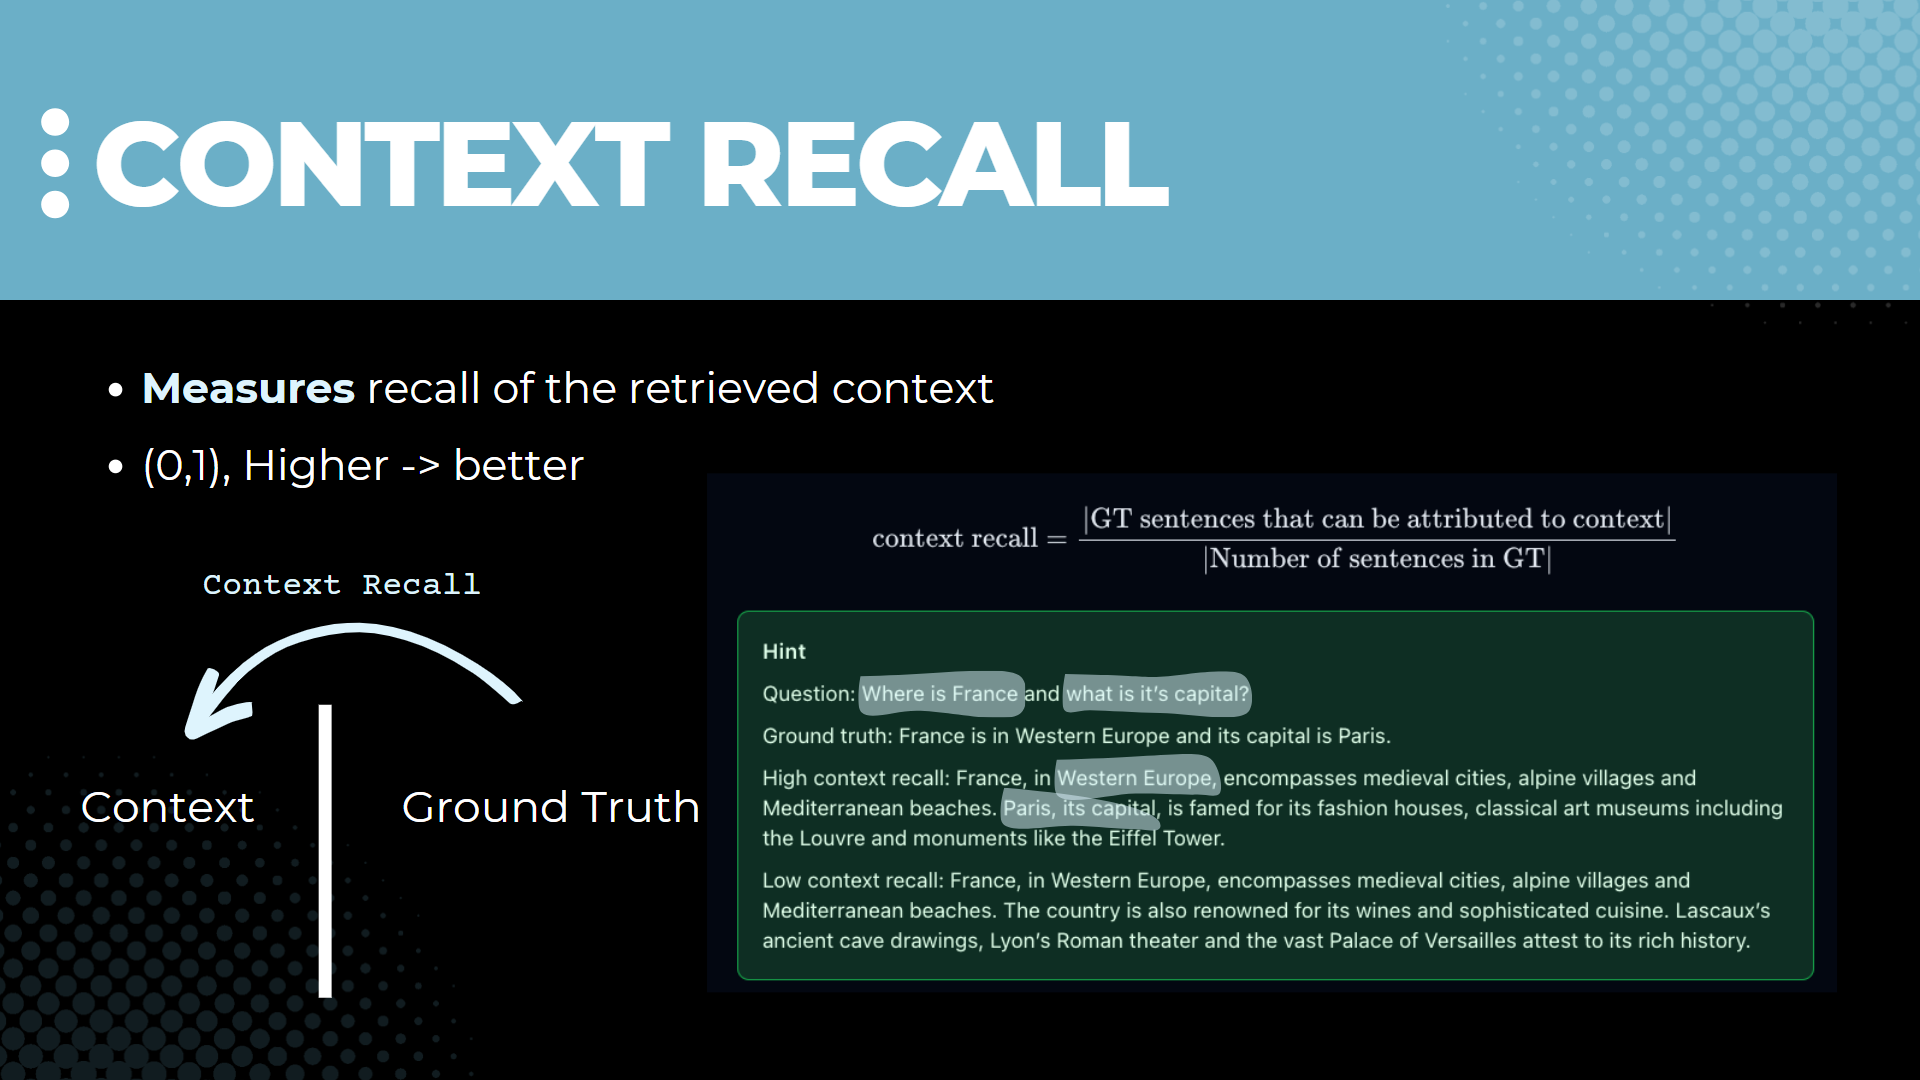 CONTEXT RECALL
• Measures recall of the retrieved context
• (0,1), Higher -> better
Context Recall
Context
Ground Truth
context recall = |GT sentences that can be attributed to context| / |Number of sentences in GT|
Hint
Question: Where is France and what is it’s capital?
Ground truth: France is in Western Europe and its capital is Paris.
High context recall: France, in Western Europe, encompasses medieval cities, alpine villages and
Mediterranean beaches. Paris, its capital, is famed for its fashion houses, classical art museums including
the Louvre and monuments like the Eiffel Tower.
Low context recall: France, in Western Europe, encompasses medieval cities, alpine villages and
Mediterranean beaches. The country is also renowned for its wines and sophisticated cuisine. Lascaux’s
ancient cave drawings, Lyon’s Roman theater and the vast Palace of Versailles attest to its rich history.